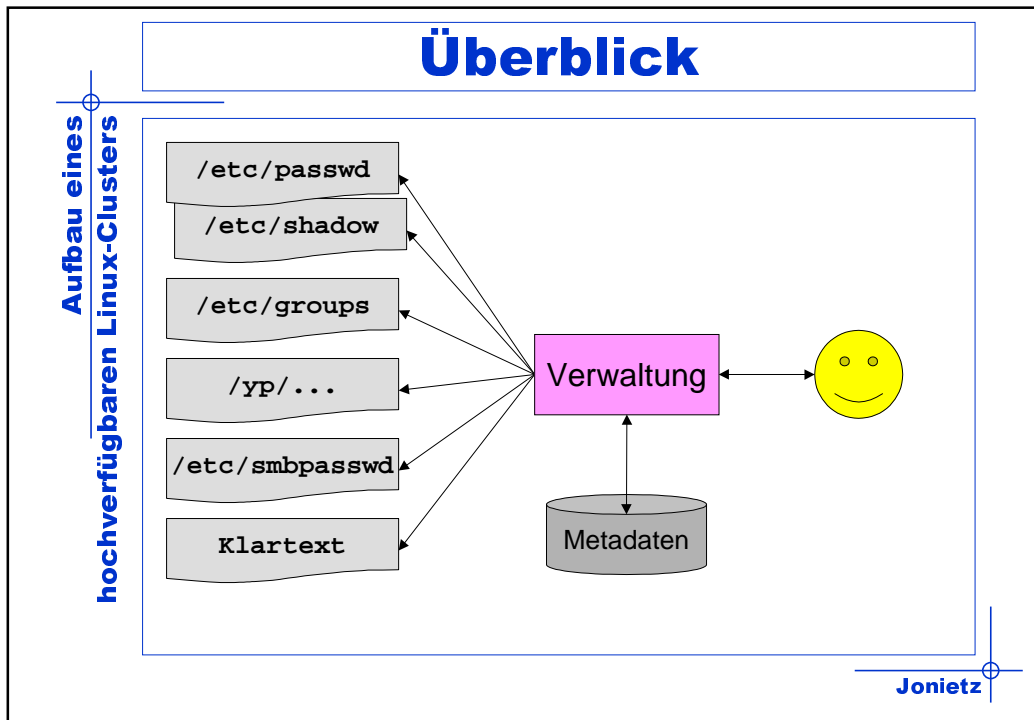 Überblick
Aufbau eines
hochverfügbaren Linux-Clusters
/etc/passwd
/etc/shadow
/etc/groups
/yp/...
/etc/smbpasswd
Klartext
Verwaltung
Metadaten
Jonietz